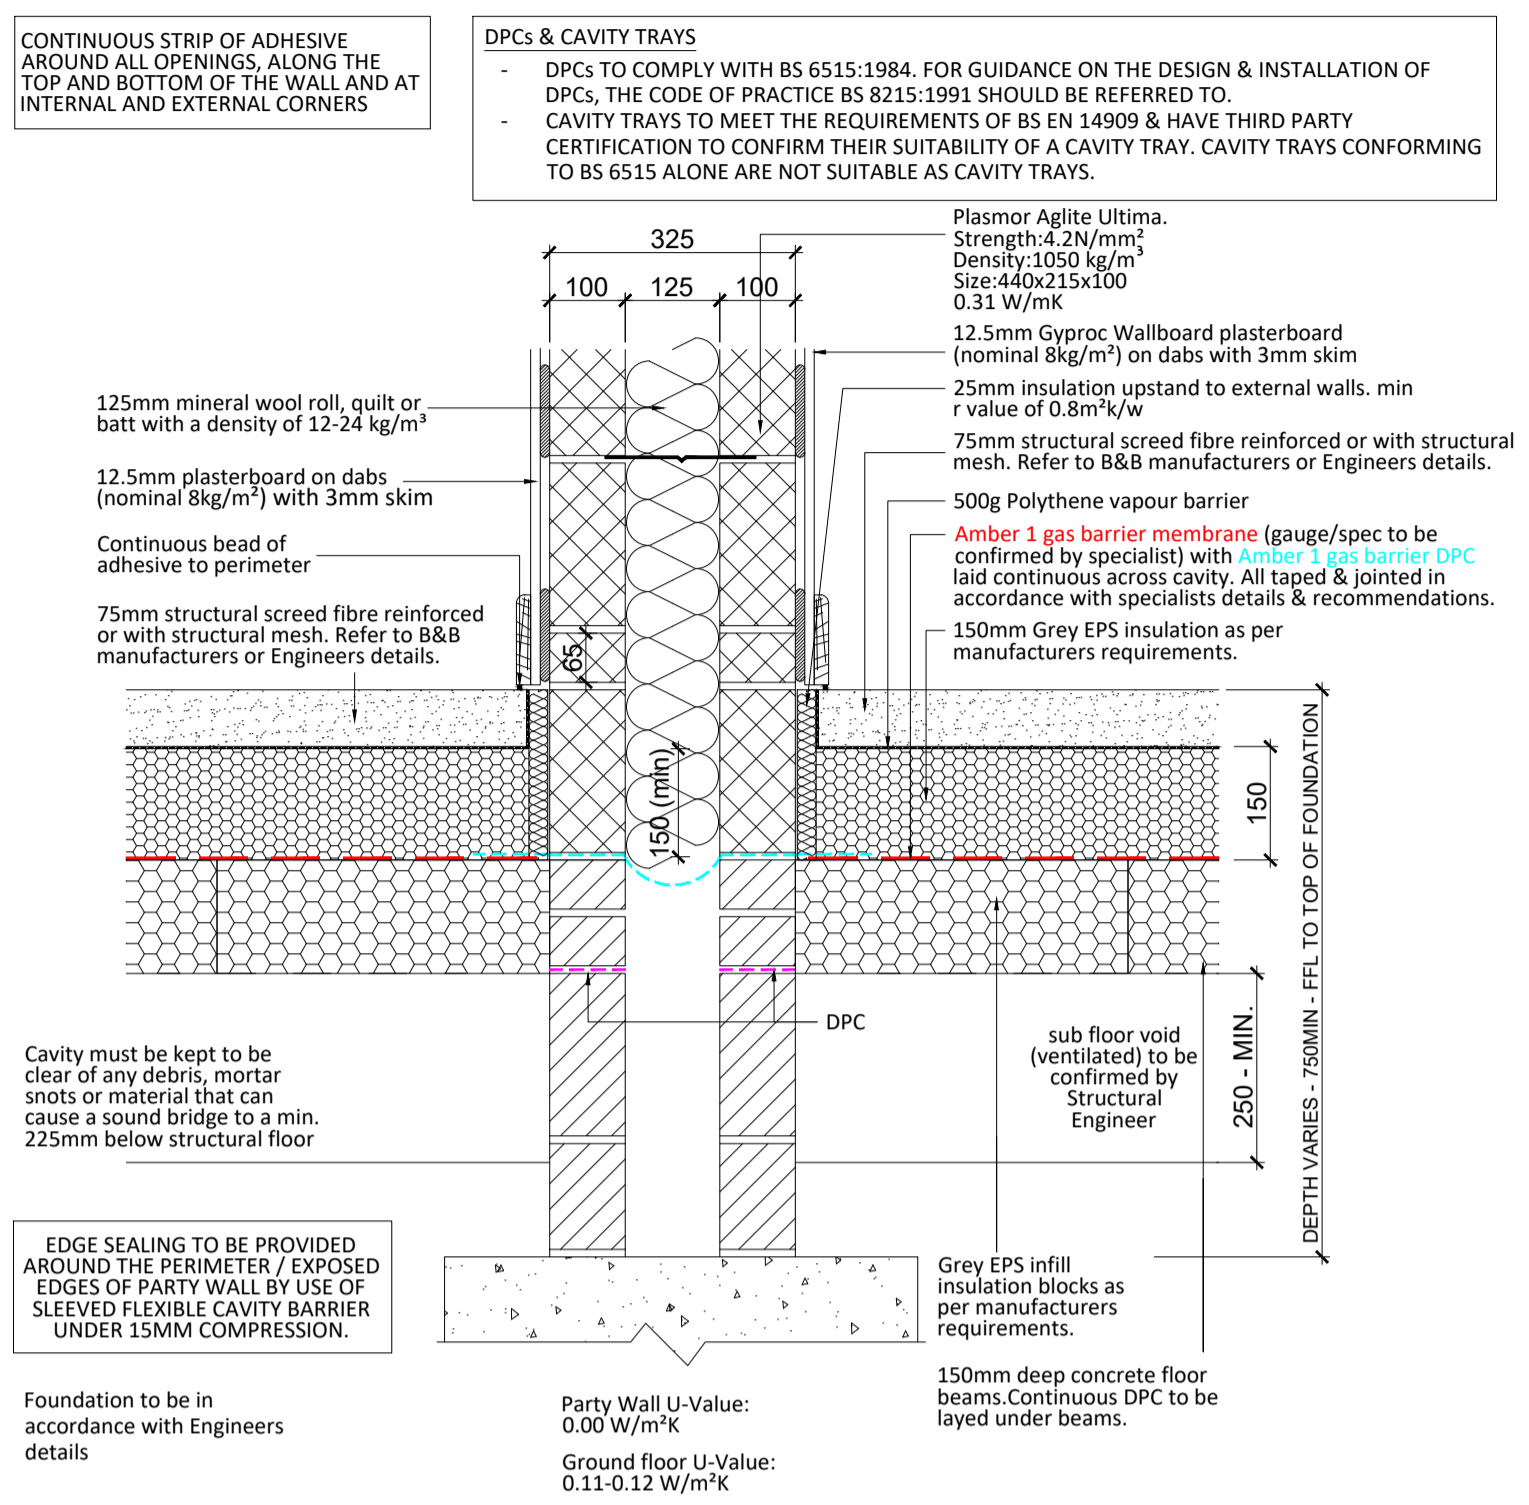 CONTINUOUS STRIP OF ADHESIVE
AROUND ALL OPENINGS, ALONG THE
TOP AND BOTTOM OF THE WALL AND AT
INTERNAL AND EXTERNAL CORNERS
DPCs & CAVITY TRAYS
- DPCs TO COMPLY WITH BS 6515:1984. FOR GUIDANCE ON THE DESIGN & INSTALLATION OF
DPCs, THE CODE OF PRACTICE BS 8215:1991 SHOULD BE REFERRED TO.
- CAVITY TRAYS TO MEET THE REQUIREMENTS OF BS EN 14909 & HAVE THIRD PARTY
CERTIFICATION TO CONFIRM THEIR SUITABILITY OF A CAVITY TRAY. CAVITY TRAYS CONFORMING
TO BS 6515 ALONE ARE NOT SUITABLE AS CAVITY TRAYS.
325
100
125
100
Plasmor Aglite Ultima.
Strength:4.2N/mm²
Density:1050 kg/m³
Size:440x215x100
0.31 W/mK
12.5mm Gyproc Wallboard plasterboard
(nominal 8kg/m²) on dabs with 3mm skim
25mm insulation upstand to external walls. min
r value of 0.8m²k/w
75mm structural screed fibre reinforced or with structural
mesh. Refer to B&B manufacturers or Engineers details.
500g Polythene vapour barrier
Amber 1 gas barrier membrane (gauge/spec to be
confirmed by specialist) with Amber 1 gas barrier DPC
laid continuous across cavity. All taped & jointed in
accordance with specialists details & recommendations.
150mm Grey EPS insulation as per
manufacturers requirements.
125mm mineral wool roll, quilt or
batt with a density of 12-24 kg/m³
12.5mm plasterboard on dabs
(nominal 8kg/m²) with 3mm skim
Continuous bead of
adhesive to perimeter
75mm structural screed fibre reinforced
or with structural mesh. Refer to B&B
manufacturers or Engineers details.
65
150 (min)
150
DEPTH VARIES - 750MIN - FFL TO TOP OF FOUNDATION
250 - MIN.
DPC
sub floor void
(ventilated) to be
confirmed by
Structural
Engineer
Cavity must be kept to be
clear of any debris, mortar
snots or material that can
cause a sound bridge to a min.
225mm below structural floor
EDGE SEALING TO BE PROVIDED
AROUND THE PERIMETER / EXPOSED
EDGES OF PARTY WALL BY USE OF
SLEEVED FLEXIBLE CAVITY BARRIER
UNDER 15MM COMPRESSION.
Grey EPS infill
insulation blocks as
per manufacturers
requirements.
150mm deep concrete floor
beams.Continuous DPC to be
layed under beams.
Foundation to be in
accordance with Engineers
details
Party Wall U-Value:
0.00 W/m²K
Ground floor U-Value:
0.11-0.12 W/m²K